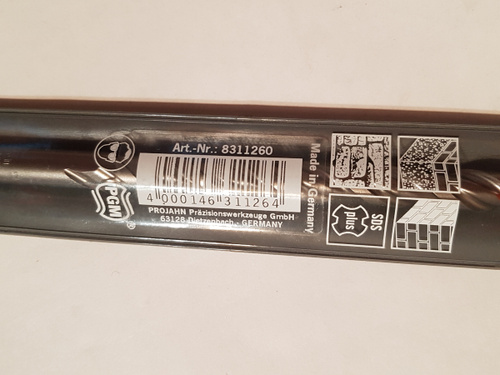 Art.-Nr.: 8311260
4 000146 311264
PROJAHN Präzisionswerkzeuge GmbH
63128 Dietzenbach - GERMANY
Made in Germany
PGM
®
SDS
plus